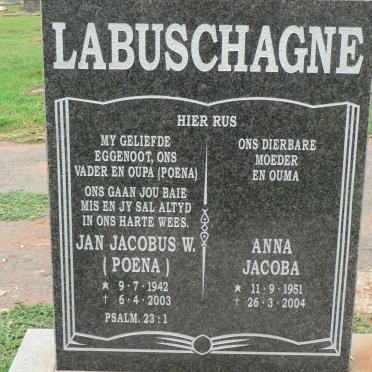 LABUSCHAGNE
HIER RUS
MY GELIEFDE
EGGENOOT, ONS
VADER EN OUPA (POENA)
ONS GAAN JOU BAIE
MIS EN JY SAL ALTYD
IN ONS HARTE WEES.
JAN JACOBUS W.
( POENA )
★ 9 · 7 · 1942
† 6 · 4 · 2003
PSALM. 23 : 1
ONS DIERBARE
MOEDER
EN OUMA
ANNA
JACOBA
★ 11 · 9 · 1951
† 26 · 3 · 2004